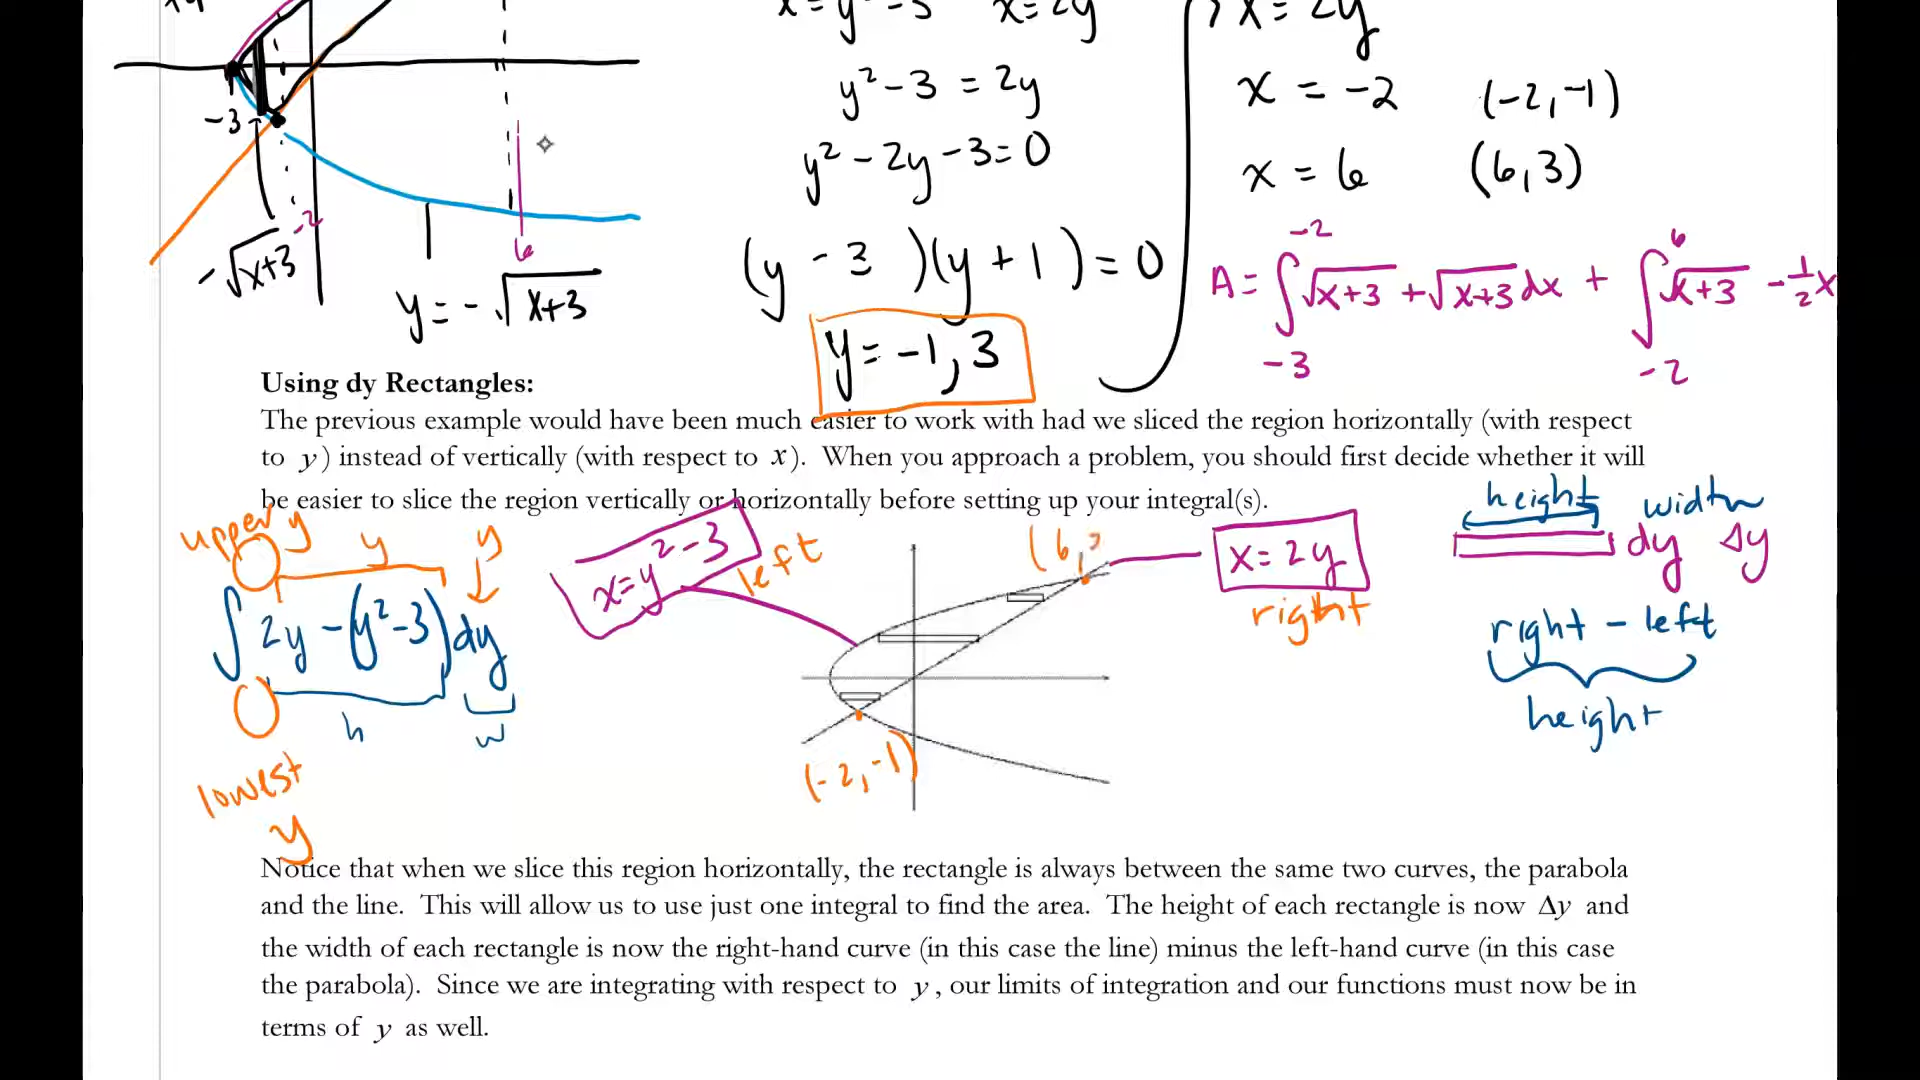 x = 2y
x = 2y
y² - 3 = 2y
y² - 2y - 3 = 0
(y - 3)(y + 1) = 0
y = -1, 3
x = -2 (-2, -1)
x = 6 (6, 3)
A = ∫₋₃⁻² √x+3 + √x+3 dx + ∫₋₂⁶ √x+3 - ½x
-3
-2
6
-√x+3
y = -√x+3
Using dy Rectangles:
The previous example would have been much easier to work with had we sliced the region horizontally (with respect
to y) instead of vertically (with respect to x). When you approach a problem, you should first decide whether it will
be easier to slice the region vertically or horizontally before setting up your integral(s).
upper y
y
y
∫ 2y - (y² - 3) dy
h
w
lowest
y
x = y² - 3
left
(6,
(-2, -1)
x = 2y
right
height
width
dy Δy
right - left
height
Notice that when we slice this region horizontally, the rectangle is always between the same two curves, the parabola
and the line. This will allow us to use just one integral to find the area. The height of each rectangle is now Δy and
the width of each rectangle is now the right-hand curve (in this case the line) minus the left-hand curve (in this case
the parabola). Since we are integrating with respect to y, our limits of integration and our functions must now be in
terms of y as well.